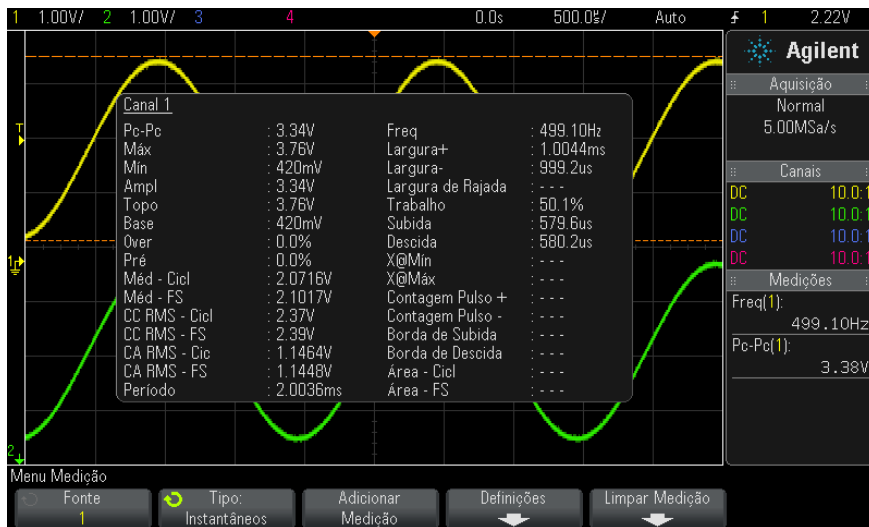 1 1.00V/ 2 1.00V/ 3 4 0.0s 500.0㎲/ Auto 1 2.22V
Agilent
Aquisição
Normal
5.00MSa/s
Canais
DC 10.0:1
DC 10.0:1
DC 10.0:1
DC 10.0:1
Medições
Freq(1):
499.10Hz
Pc-Pc(1):
3.38V
T
1
2
Canal 1
Pc-Pc : 3.34V Freq : 499.10Hz
Máx : 3.76V Largura+ : 1.0044ms
Mín : 420mV Largura- : 999.2us
Ampl : 3.34V Largura de Rajada : - - -
Topo : 3.76V Trabalho : 50.1%
Base : 420mV Subida : 579.6us
Over : 0.0% Descida : 580.2us
Pré : 0.0% X@Mín : - - -
Méd - Cicl : 2.0716V X@Máx : - - -
Méd - FS : 2.1017V Contagem Pulso + : - - -
CC RMS - Cicl : 2.37V Contagem Pulso - : - - -
CC RMS - FS : 2.39V Borda de Subida : - - -
CA RMS - Cic : 1.1464V Borda de Descida : - - -
CA RMS - FS : 1.1448V Área - Cicl : - - -
Período : 2.0036ms Área - FS : - - -
Menu Medição
Fonte
1
Tipo:
Instantâneos
Adicionar
Medição
Definições
Limpar Medição